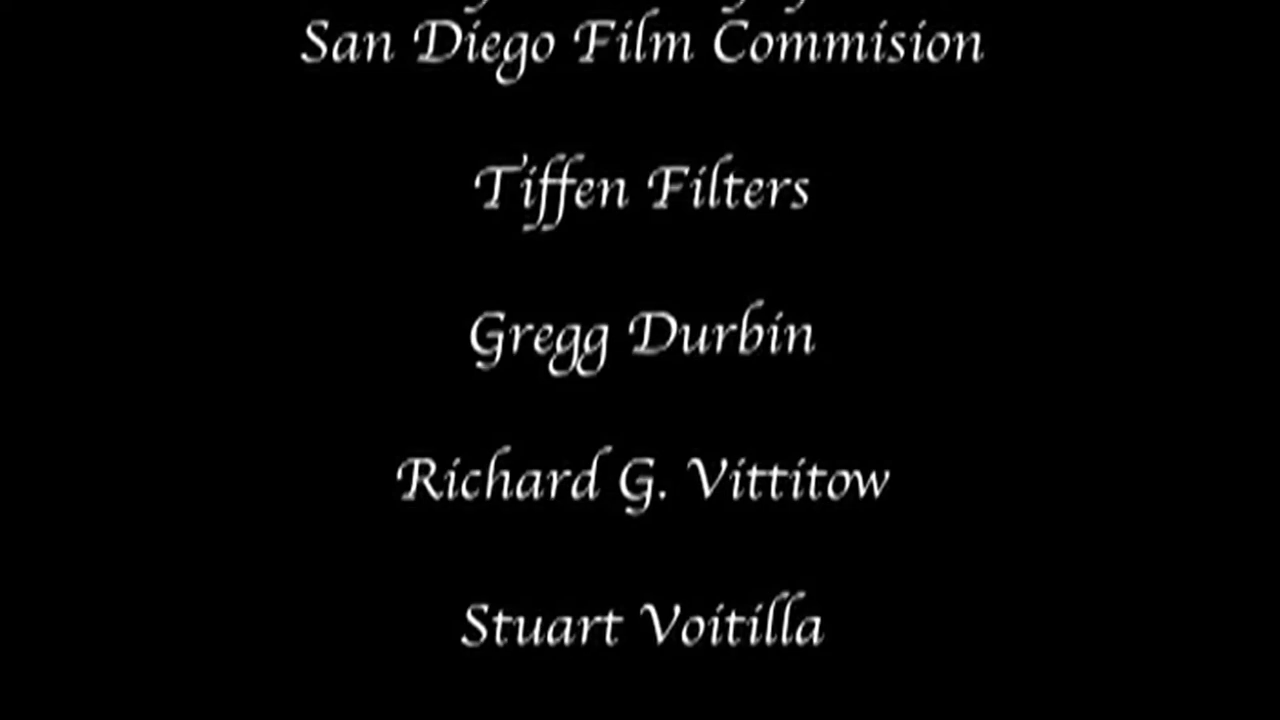 San Diego Film Commision
Tiffen Filters
Gregg Durbin
Richard G. Vittitow
Stuart Voitilla